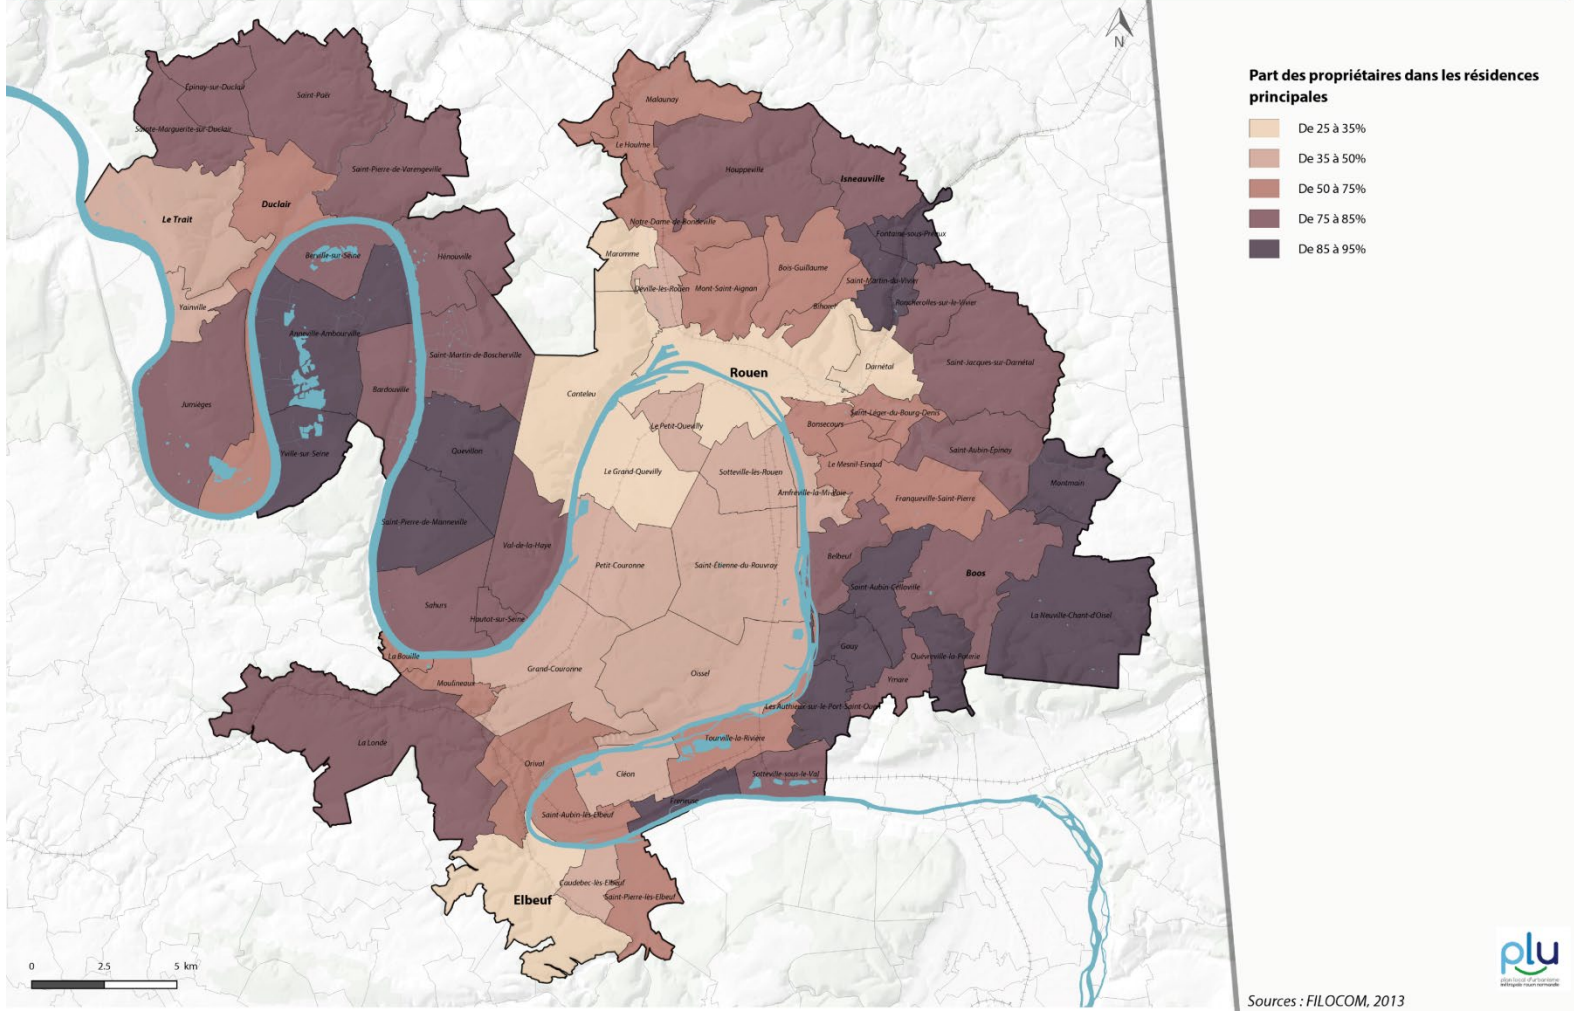 N
Part des propriétaires dans les résidences
principales
De 25 à 35%
De 35 à 50%
De 50 à 75%
De 75 à 85%
De 85 à 95%
Epinay-sur-Duclair
Saint-Paër
Sainte-Marguerite-sur-Duclair
Saint-Pierre-de-Varengeville
Le Trait
Duclair
Malaunay
Le Houlme
Houppeville
Isneauville
Notre-Dame-de-Bondeville
Fontaine-sous-Préaux
Berville-sur-Seine
Hénouville
Maromme
Bois-Guillaume
Saint-Martin-du-Vivier
Déville-lès-Rouen
Mont-Saint-Aignan
Roncherolles-sur-le-Vivier
Yainville
Bihorel
Anneville-Ambourville
Saint-Martin-de-Boscherville
Saint-Jacques-sur-Darnétal
Darnétal
Rouen
Bardouville
Canteleu
Jumièges
Saint-Léger-du-Bourg-Denis
Le Petit-Quevilly
Bonsecours
Quevillon
Saint-Aubin-Epinay
Yville-sur-Seine
Le Grand-Quevilly
Sotteville-lès-Rouen
Le Mesnil-Esnard
Montmain
Amfreville-la-Mi-Voie
Franqueville-Saint-Pierre
Saint-Pierre-de-Manneville
Val-de-la-Haye
Belbeuf
Petit-Couronne
Saint-Étienne-du-Rouvray
Boos
Saint-Aubin-Celloville
Sahurs
Hautot-sur-Seine
La Neuville-Chant-d'Oisel
Gouy
La Bouille
Quévreville-la-Poterie
Grand-Couronne
Oissel
Moulineaux
Ymare
Les Authieux-sur-le-Port-Saint-Ouen
La Londe
Tourville-la-Rivière
Orival
Cléon
Sotteville-sous-le-Val
Freneuse
Saint-Aubin-lès-Elbeuf
Caudebec-lès-Elbeuf
Elbeuf
Saint-Pierre-lès-Elbeuf
0 2.5 5 km
plu
plan local d'urbanisme
métropole rouen normandie
Sources : FILOCOM, 2013